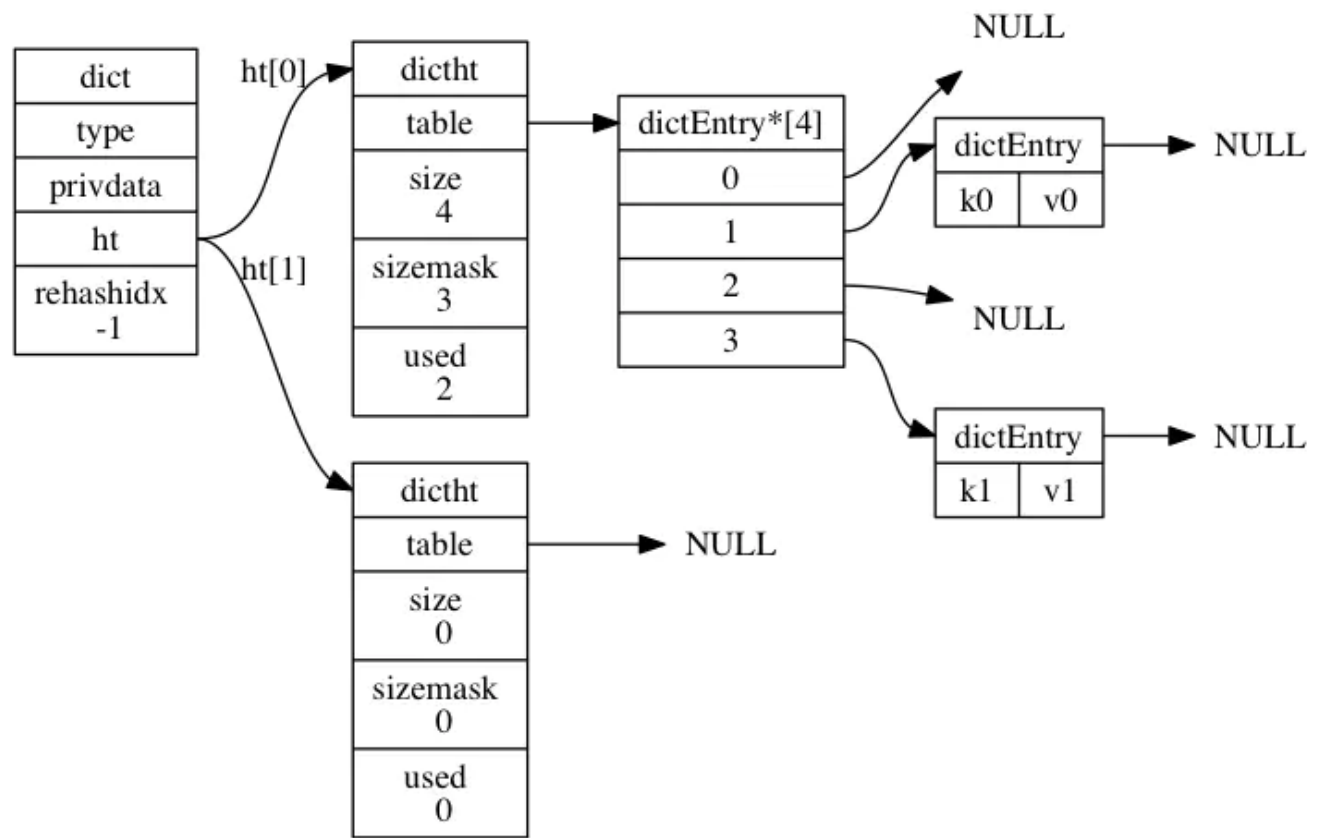 dict
type
privdata
ht
rehashidx
-1
ht[0]
ht[1]
dictht
table
size
4
sizemask
3
used
2
dictht
table
size
0
sizemask
0
used
0
NULL
dictEntry*[4]
0
1
2
3
NULL
dictEntry
k0 v0
NULL
NULL
dictEntry
k1 v1
NULL